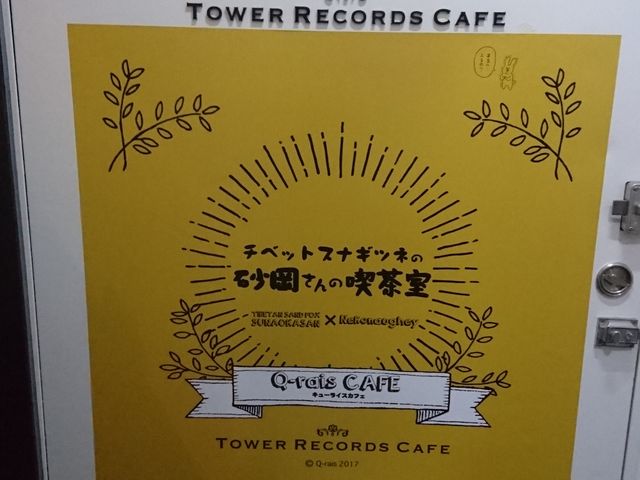 TOWER RECORDS CAFE
チベットスナギツネの
砂岡さんの喫茶室
TIBETAN SAND FOX
SUNAOKASAN × Nekonaughey
Q-rais CAFE
キューライスカフェ
TOWER RECORDS CAFE
© Q-rais 2017